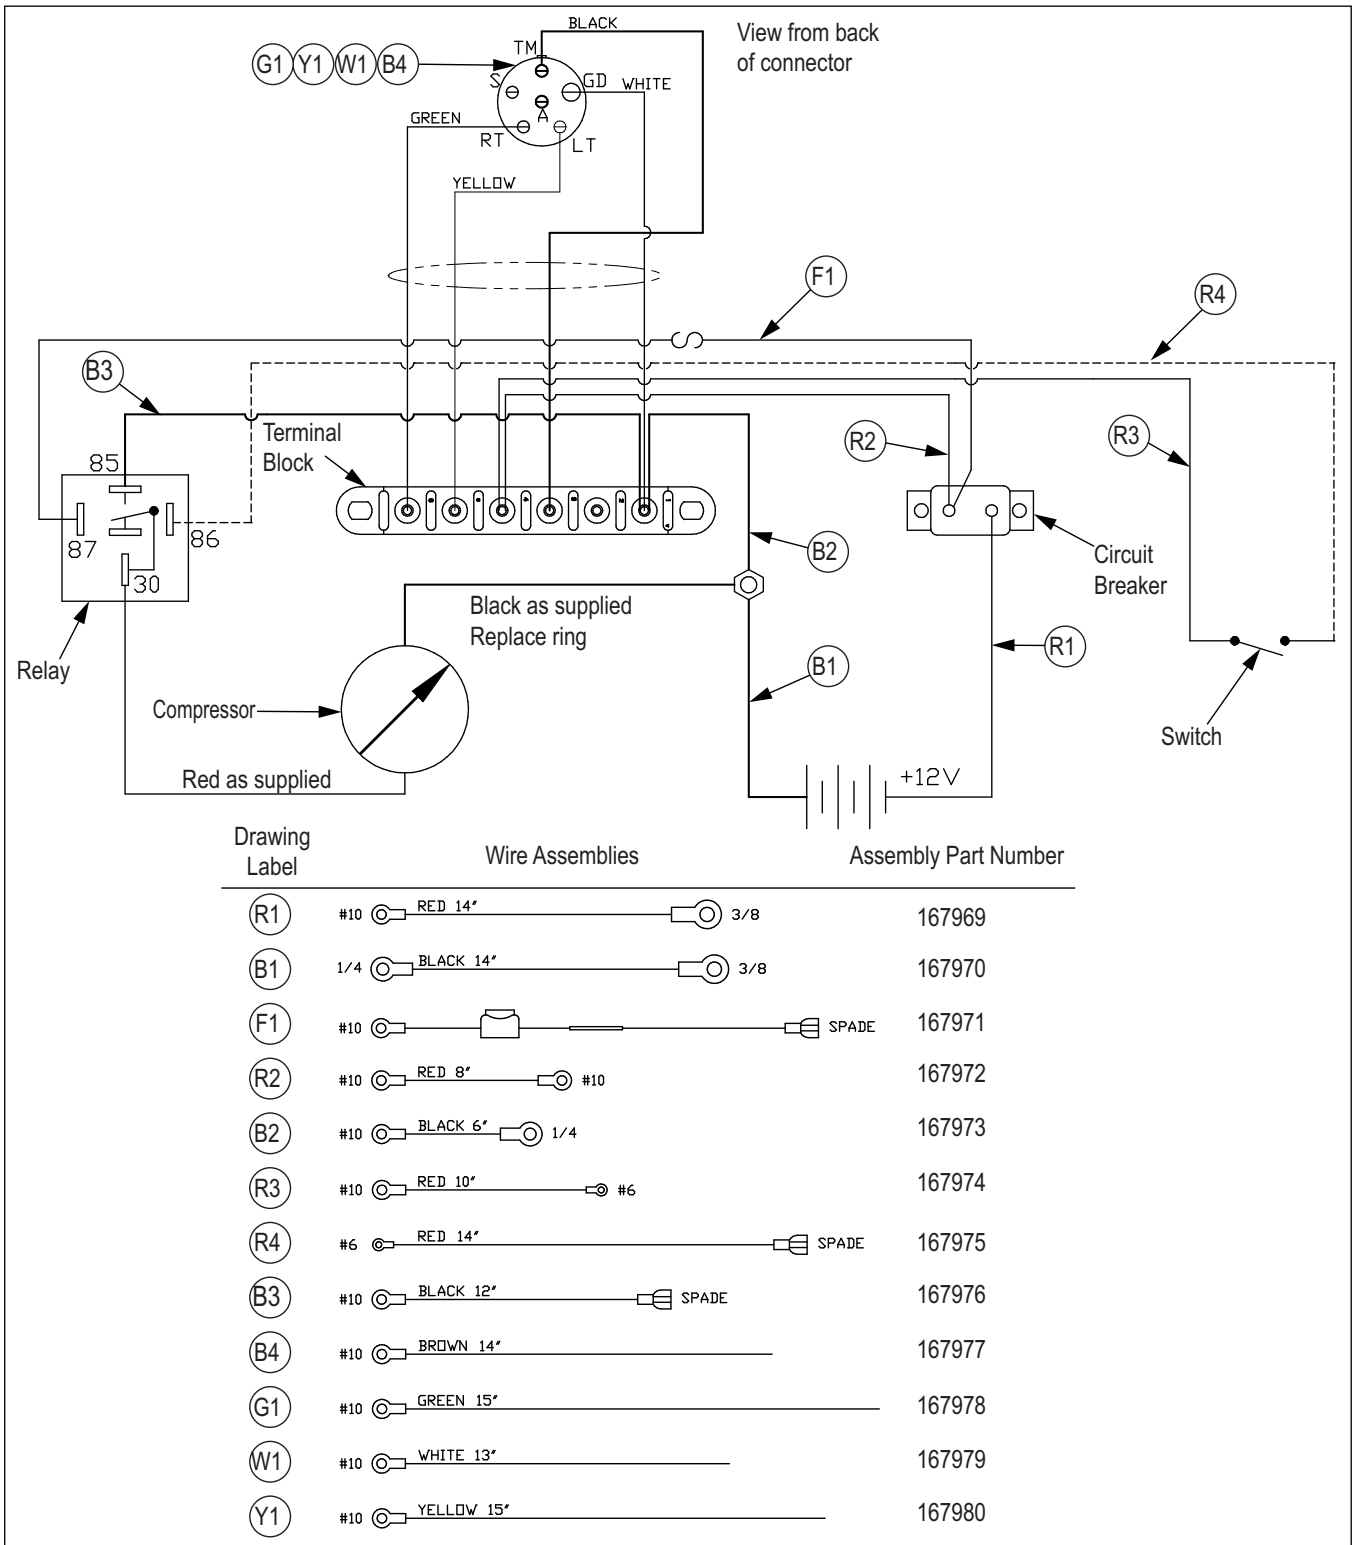 BLACK
View from back
of connector
G1 Y1 W1 B4
TM
S
GD
WHITE
A
GREEN
RT
LT
YELLOW
F1
R4
B3
Terminal
Block
R2
R3
85
87
86
30
B2
Circuit
Breaker
Black as supplied
Replace ring
Relay
B1
R1
Compressor
Switch
Red as supplied
+12V
Drawing
Label
Wire Assemblies
Assembly Part Number
R1 #10 RED 14" 3/8 167969
B1 1/4 BLACK 14" 3/8 167970
F1 #10 SPADE 167971
R2 #10 RED 8" #10 167972
B2 #10 BLACK 6" 1/4 167973
R3 #10 RED 10" #6 167974
R4 #6 RED 14" SPADE 167975
B3 #10 BLACK 12" SPADE 167976
B4 #10 BROWN 14" 167977
G1 #10 GREEN 15" 167978
W1 #10 WHITE 13" 167979
Y1 #10 YELLOW 15" 167980